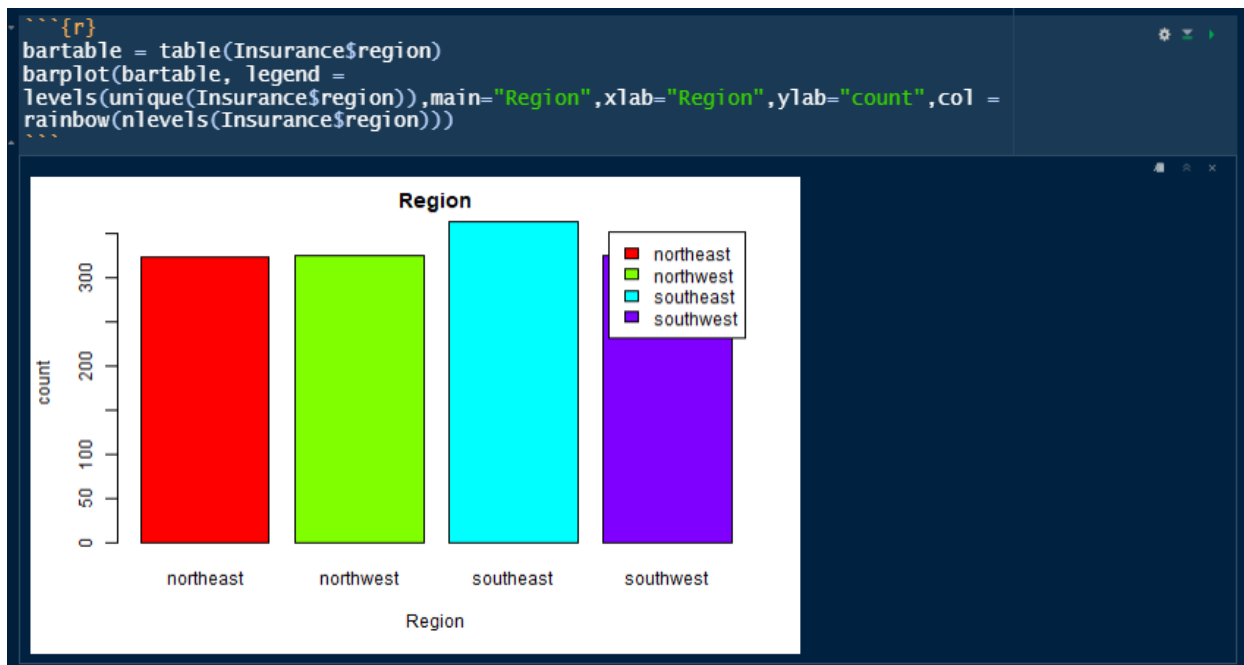 ```{r}
bartable = table(Insurance$region)
barplot(bartable, legend =
levels(unique(Insurance$region)),main="Region",xlab="Region",ylab="count",col =
rainbow(nlevels(Insurance$region)))
```
Region
northeast
northwest
southeast
southwest
300
200
100
50
0
count
northeast northwest southeast southwest
Region